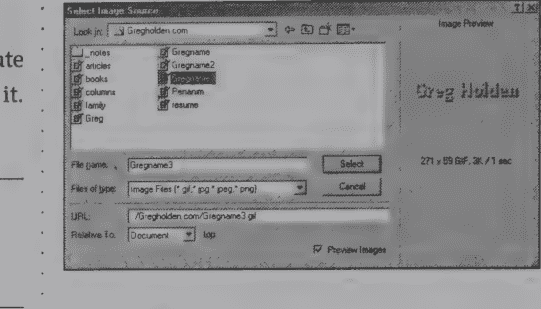 ate
it.
Select Image Source
Look in: Gregholden.com
_notes
articles
books
columns
family
Greg
Gregname
Gregname2
Gregname3
Penanim
resume
File name: Gregname3
Select
Files of type: Image Files (*.gif,*.jpg,*.jpeg,*.png)
Cancel
URL: /Gregholden.com/Gregname3.gif
Relative To: Document top
Preview Images
Image Preview
Greg Holden
271 x 59 GIF, 3K / 1 sec